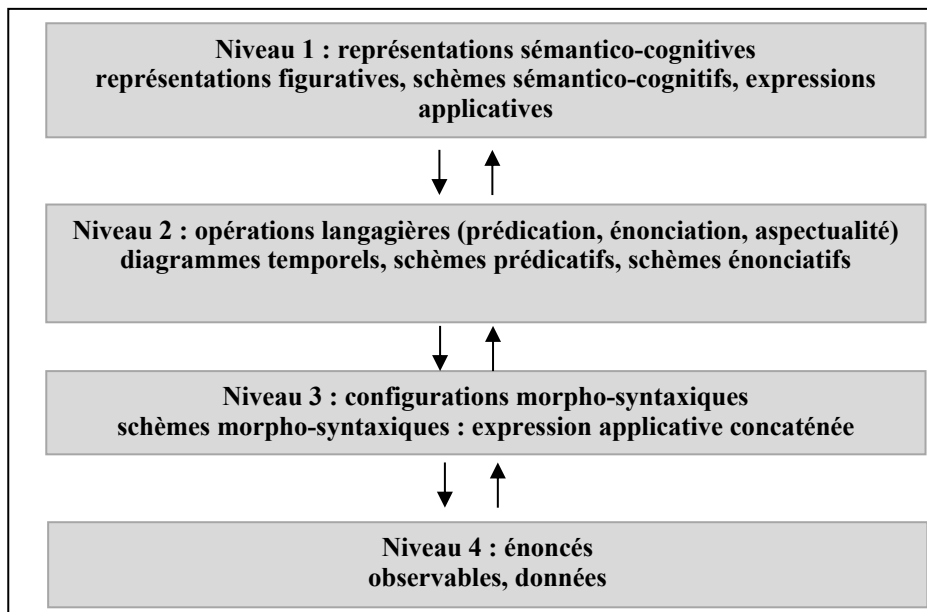 Niveau 1 : représentations sémantico-cognitives
représentations figuratives, schèmes sémantico-cognitifs, expressions
applicatives
Niveau 2 : opérations langagières (prédication, énonciation, aspectualité)
diagrammes temporels, schèmes prédicatifs, schèmes énonciatifs
Niveau 3 : configurations morpho-syntaxiques
schèmes morpho-syntaxiques : expression applicative concaténée
Niveau 4 : énoncés
observables, données